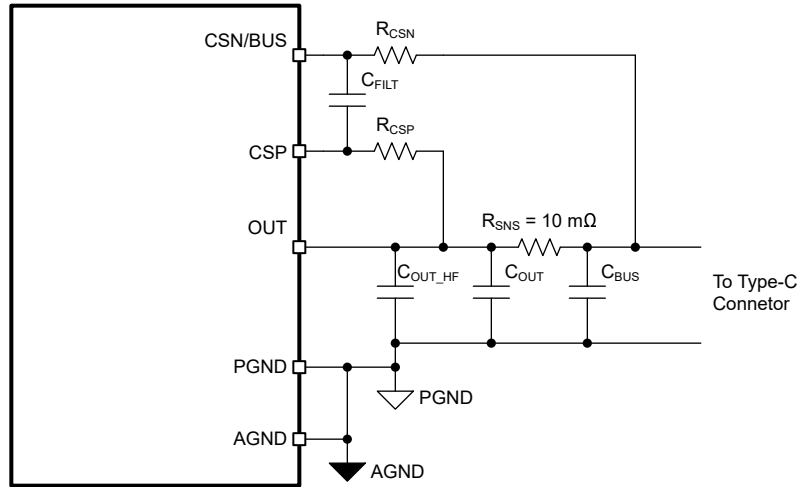 CSN/BUS
R_CSN
C_FILT
CSP
R_CSP
OUT
R_SNS = 10 mΩ
C_OUT_HF
C_OUT
C_BUS
To Type-C
Connetor
PGND
PGND
AGND
AGND